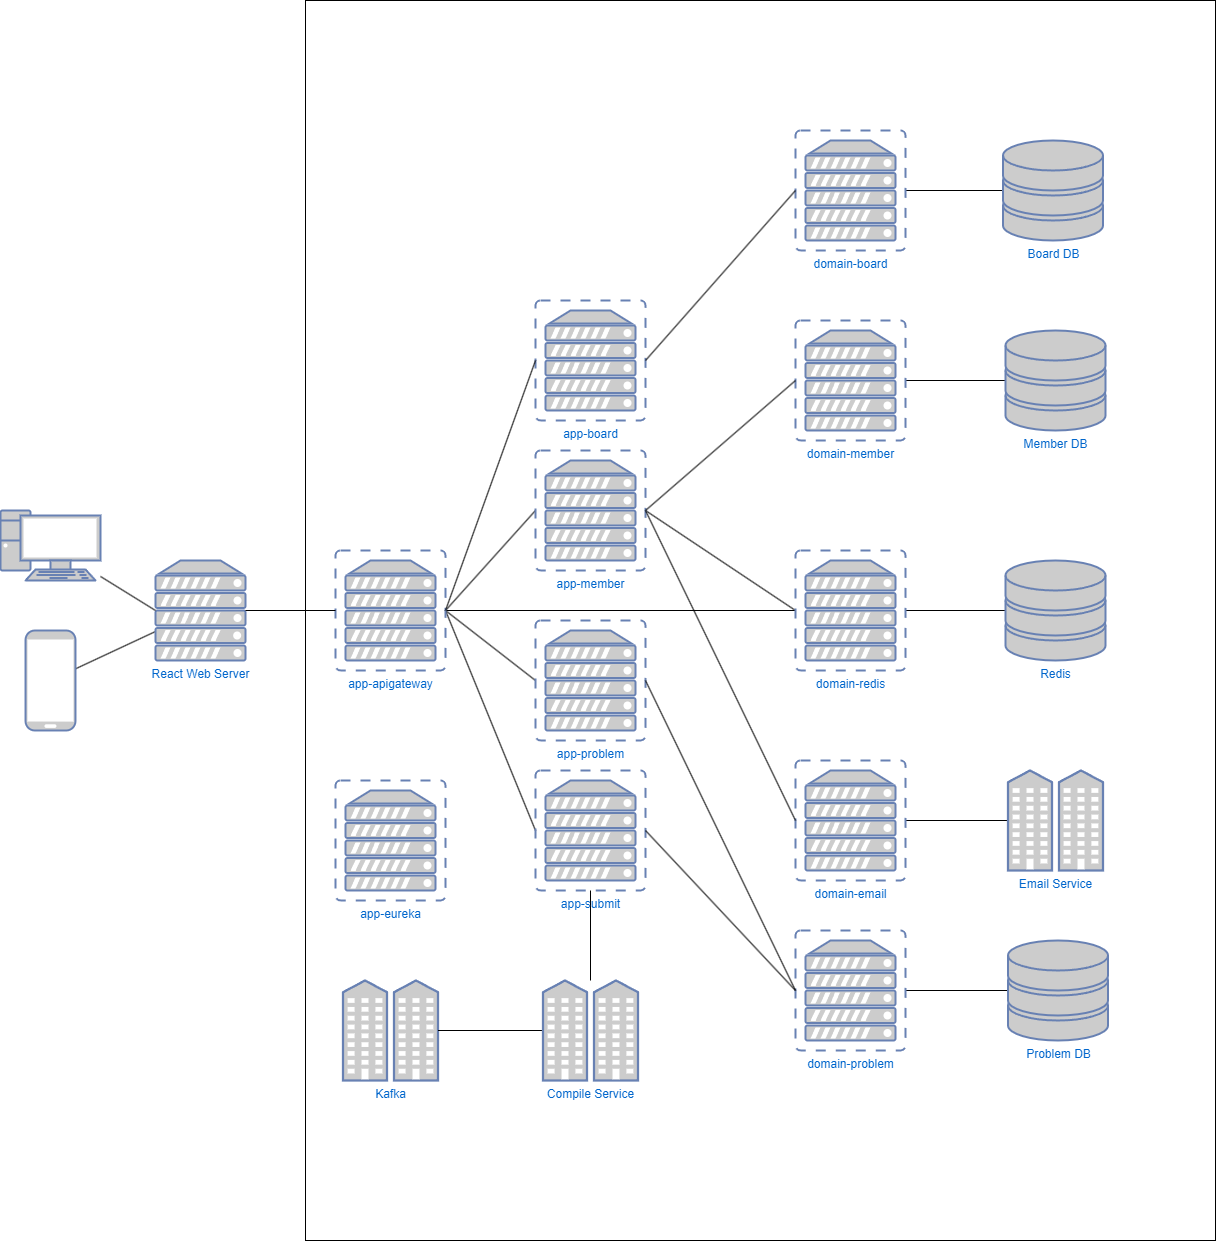 domain-board
Board DB
app-board
domain-member
Member DB
app-member
React Web Server
app-apigateway
domain-redis
Redis
app-problem
app-eureka
app-submit
domain-email
Email Service
domain-problem
Problem DB
Kafka
Compile Service